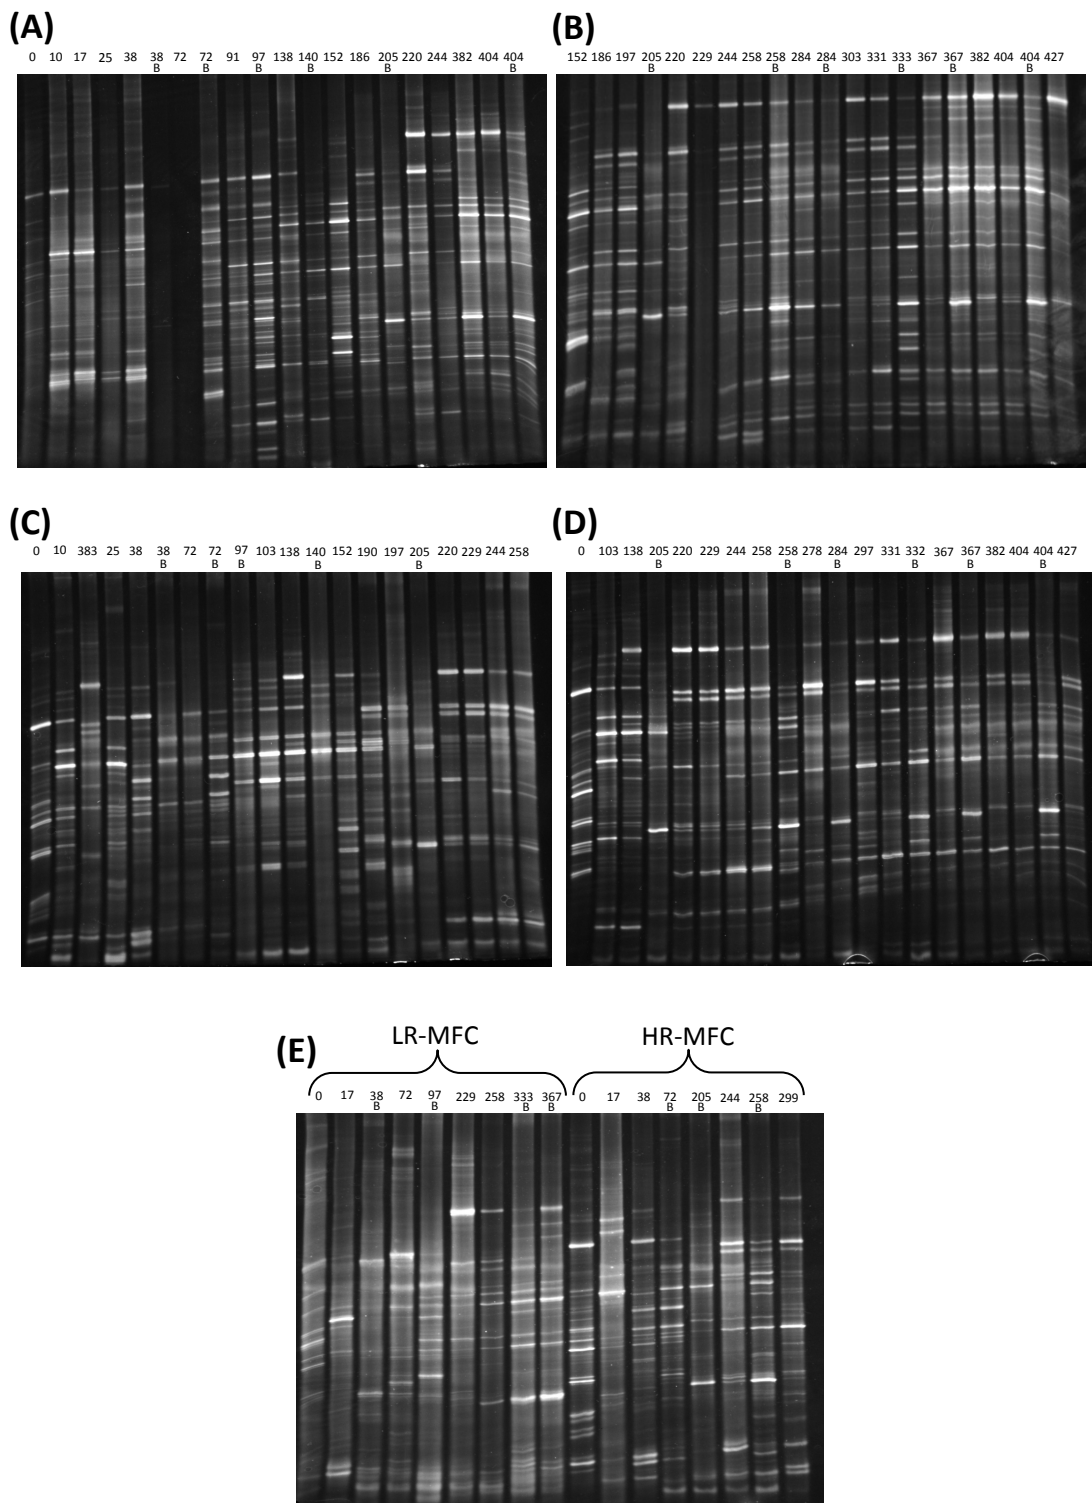 (A)
0 10 17 25 38 38 72 72 91 97 138 140 152 186 205 220 244 382 404 404
B B B B B B
(B)
152 186 197 205 220 229 244 258 258 284 284 303 331 333 367 367 382 404 404 427
B B B B B B
(C)
0 10 383 25 38 38 72 72 97 103 138 140 152 190 197 205 220 229 244 258
B B B B B
(D)
0 103 138 205 220 229 244 258 258 278 284 297 331 332 367 367 382 404 404 427
B B B B B B
(E)
LR-MFC HR-MFC
0 17 38 72 97 229 258 333 367 0 17 38 72 205 244 258 299
B B B B B B B